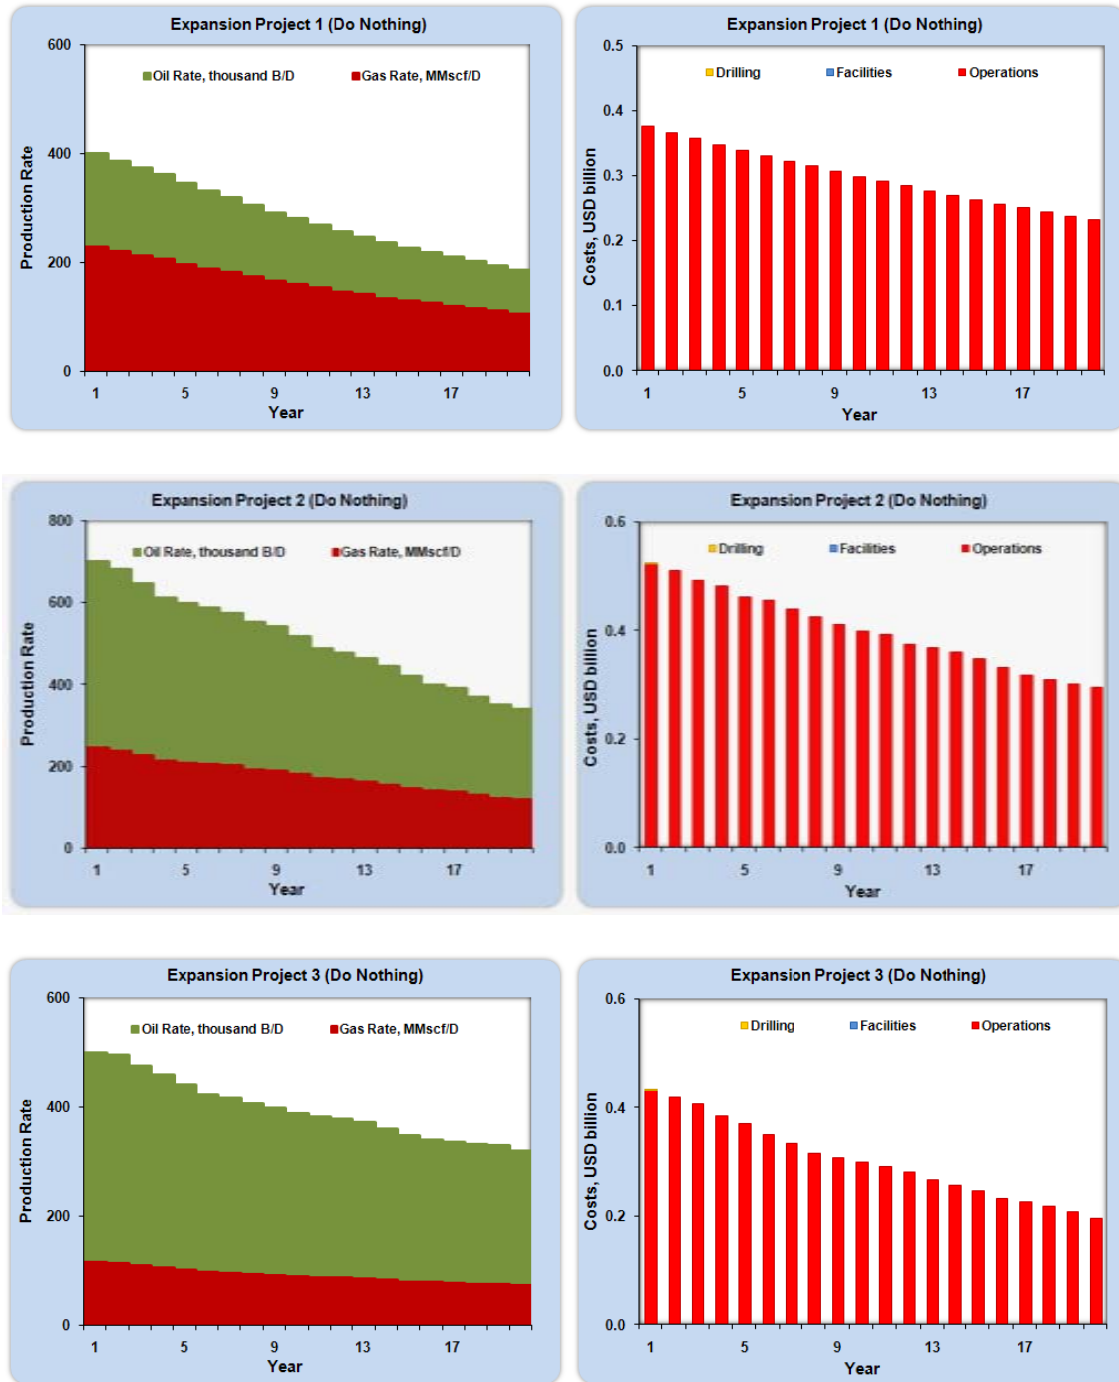 Expansion Project 1 (Do Nothing)
600
Oil Rate, thousand B/D Gas Rate, MMscf/D
400
200
0
Production Rate
1 5 9 13 17
Year
Expansion Project 1 (Do Nothing)
0.5
Drilling Facilities Operations
0.4
0.3
0.2
0.1
0.0
Costs, USD billion
1 5 9 13 17
Year
Expansion Project 2 (Do Nothing)
800
Oil Rate, thousand B/D Gas Rate, MMscf/D
600
400
200
0
Production Rate
1 5 9 13 17
Year
Expansion Project 2 (Do Nothing)
0.6
Drilling Facilities Operations
0.4
0.2
0.0
Costs, USD billion
1 5 9 13 17
Year
Expansion Project 3 (Do Nothing)
600
Oil Rate, thousand B/D Gas Rate, MMscf/D
400
200
0
Production Rate
1 5 9 13 17
Year
Expansion Project 3 (Do Nothing)
0.6
Drilling Facilities Operations
0.4
0.2
0.0
Costs, USD billion
1 5 9 13 17
Year